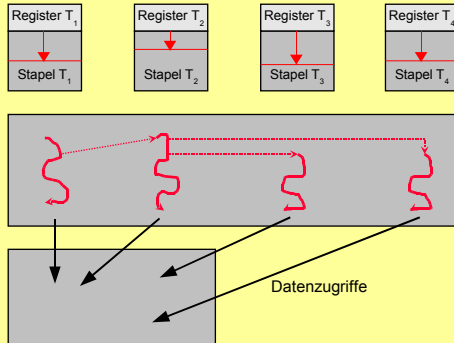 Register T1
Register T2
Register T3
Register T4
Stapel T1
Stapel T2
Stapel T3
Stapel T4
Datenzugriffe